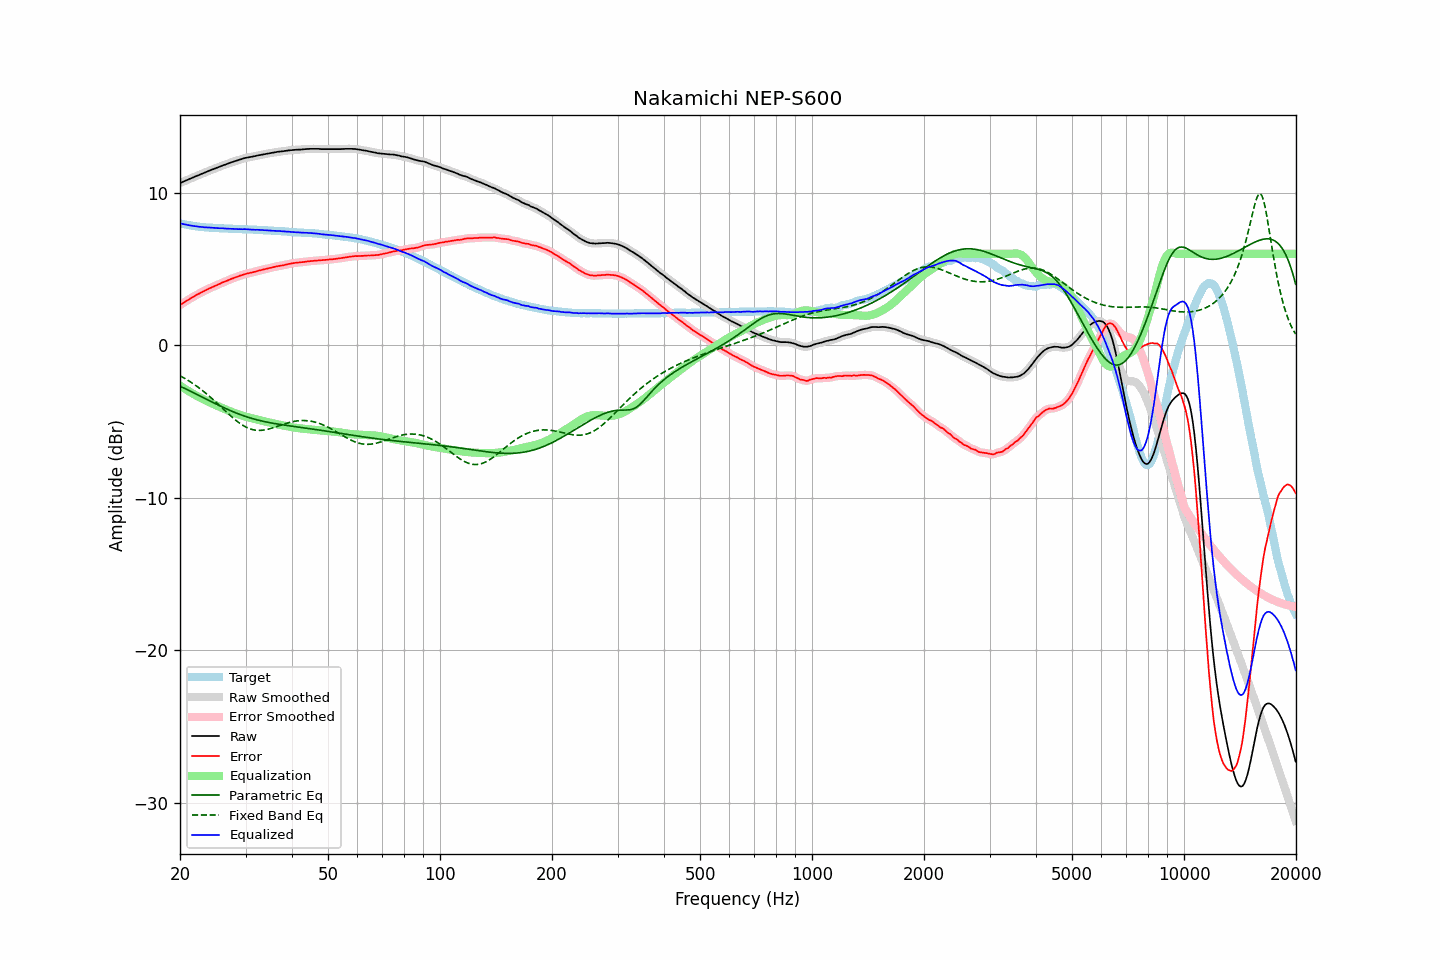 Nakamichi NEP-S600
Amplitude (dBr)
10
0
−10
−20
−30
Target
Raw Smoothed
Error Smoothed
Raw
Error
Equalization
Parametric Eq
Fixed Band Eq
Equalized
20 50 100 200 500 1000 2000 5000 10000 20000
Frequency (Hz)